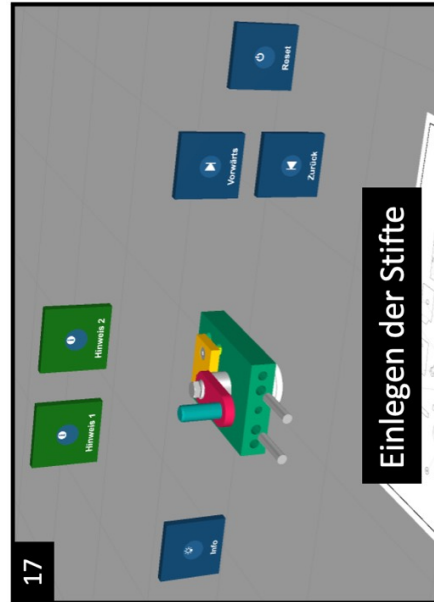 17
Hinweis 1
Hinweis 2
Info
Vorwärts
Zurück
Reset
Einlegen der Stifte